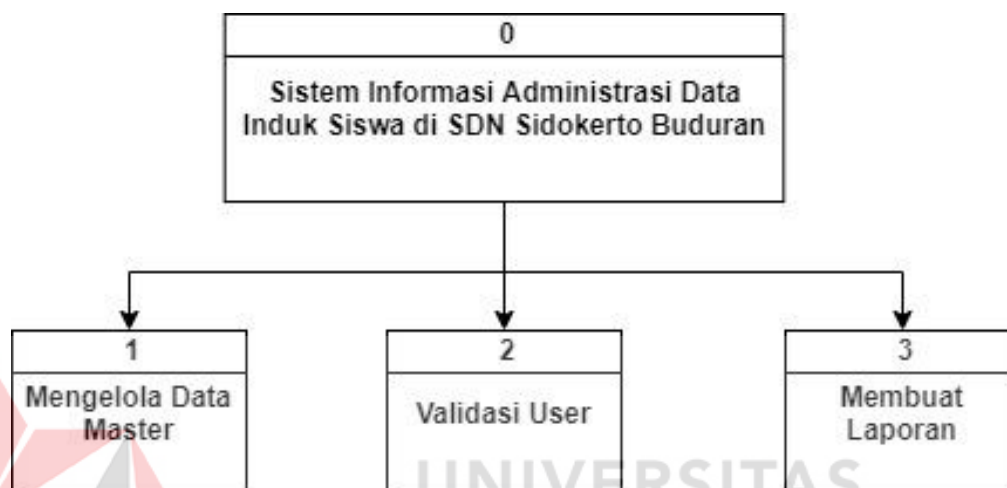 0
Sistem Informasi Administrasi Data
Induk Siswa di SDN Sidokerto Buduran
1
Mengelola Data
Master
2
Validasi User
3
Membuat
Laporan
UNIVERSITAS